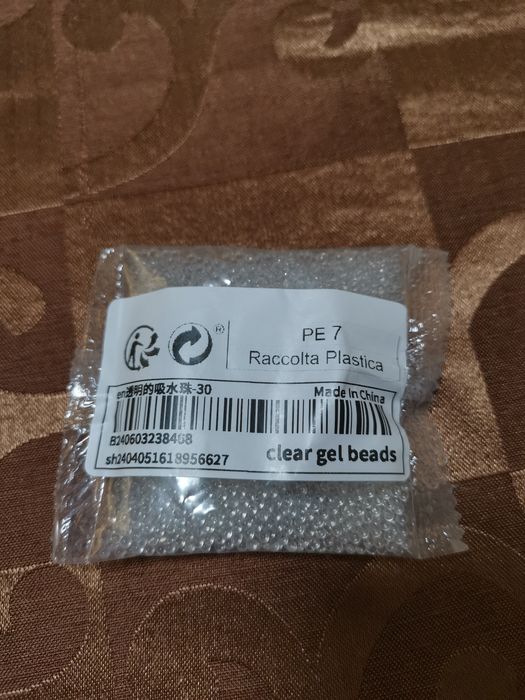 ®
PE 7
Raccolta Plastica
en透明的吸水珠-30
Made In China
B240603238468
sh2404051618956627
clear gel beads